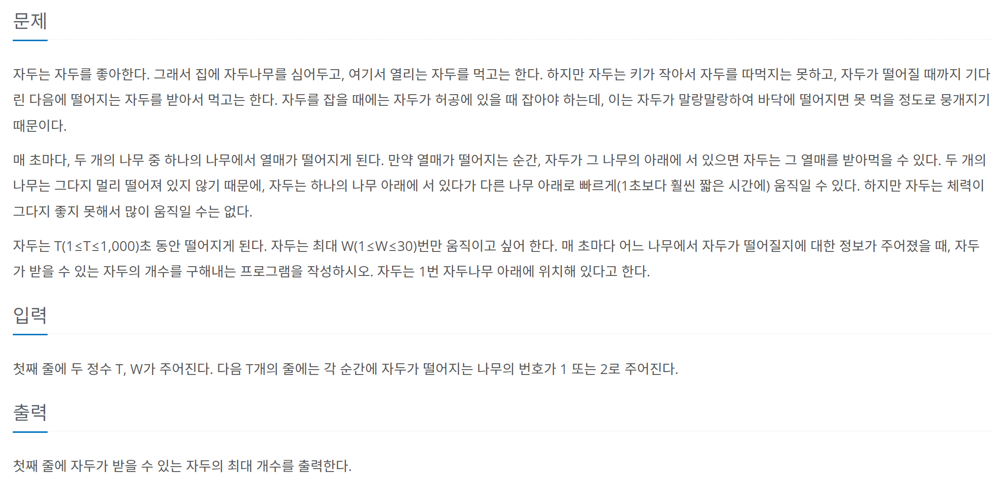 문제
자두는 자두를 좋아한다. 그래서 집에 자두나무를 심어두고, 여기서 열리는 자두를 먹고는 한다. 하지만 자두는 키가 작아서 자두를 따먹지는 못하고, 자두가 떨어질 때까지 기다
린 다음에 떨어지는 자두를 받아서 먹고는 한다. 자두를 잡을 때에는 자두가 허공에 있을 때 잡아야 하는데, 이는 자두가 말랑말랑하여 바닥에 떨어지면 못 먹을 정도로 뭉개지기
때문이다.
매 초마다, 두 개의 나무 중 하나의 나무에서 열매가 떨어지게 된다. 만약 열매가 떨어지는 순간, 자두가 그 나무의 아래에 서 있으면 자두는 그 열매를 받아먹을 수 있다. 두 개의
나무는 그다지 멀리 떨어져 있지 않기 때문에, 자두는 하나의 나무 아래에 서 있다가 다른 나무 아래로 빠르게(1초보다 훨씬 짧은 시간에) 움직일 수 있다. 하지만 자두는 체력이
그다지 좋지 못해서 많이 움직일 수는 없다.
자두는 T(1≤T≤1,000)초 동안 떨어지게 된다. 자두는 최대 W(1≤W≤30)번만 움직이고 싶어 한다. 매 초마다 어느 나무에서 자두가 떨어질지에 대한 정보가 주어졌을 때, 자두
가 받을 수 있는 자두의 개수를 구해내는 프로그램을 작성하시오. 자두는 1번 자두나무 아래에 위치해 있다고 한다.
입력
첫째 줄에 두 정수 T, W가 주어진다. 다음 T개의 줄에는 각 순간에 자두가 떨어지는 나무의 번호가 1 또는 2로 주어진다.
출력
첫째 줄에 자두가 받을 수 있는 자두의 최대 개수를 출력한다.